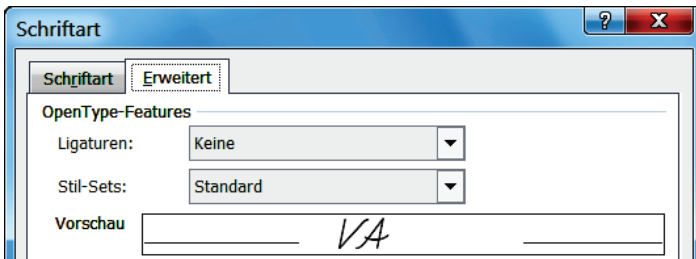 Schriftart
?
X
Schriftart Erweitert
OpenType-Features
Ligaturen: Keine
Stil-Sets: Standard
Vorschau VA